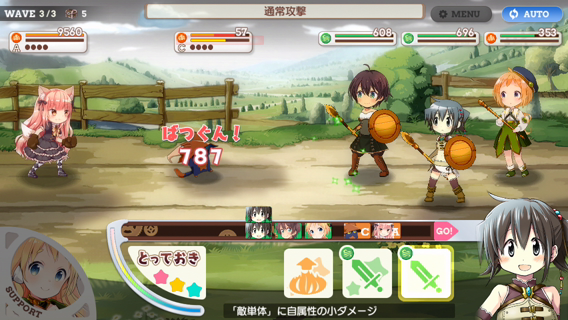 WAVE 3/3 5
通常攻撃
MENU
AUTO
9560
A
57
C
608
696
353
ばつぐん!
787
C A GO!
とっておき
SUPPORT
「敵単体」に自属性の小ダメージ